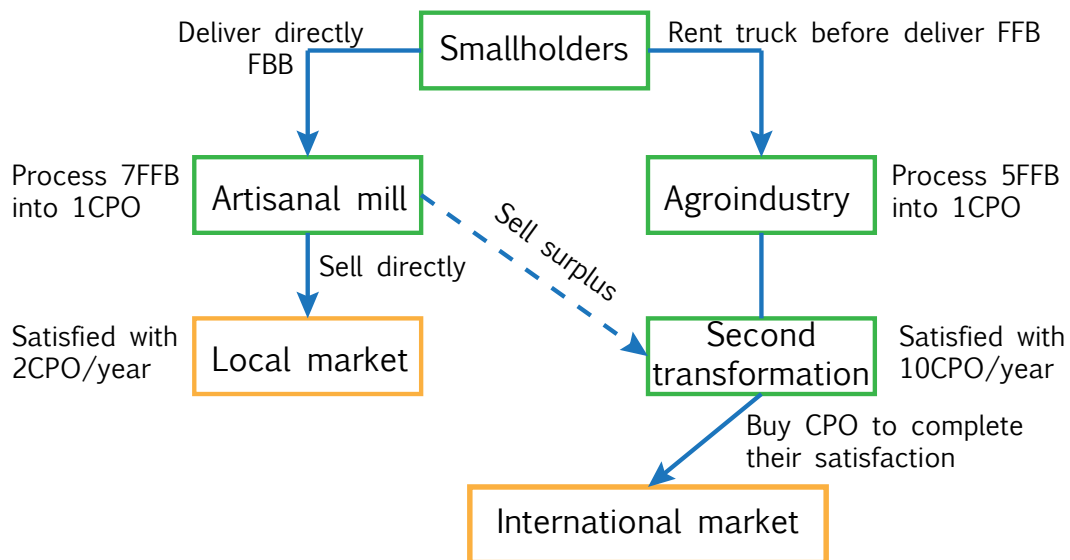 Deliver directly
FBB
Smallholders
Rent truck before deliver FFB
Process 7FFB
into 1CPO
Artisanal mill
Agroindustry
Process 5FFB
into 1CPO
Sell surplus
Sell directly
Satisfied with
2CPO/year
Local market
Second
transformation
Satisfied with
10CPO/year
Buy CPO to complete
their satisfaction
International market